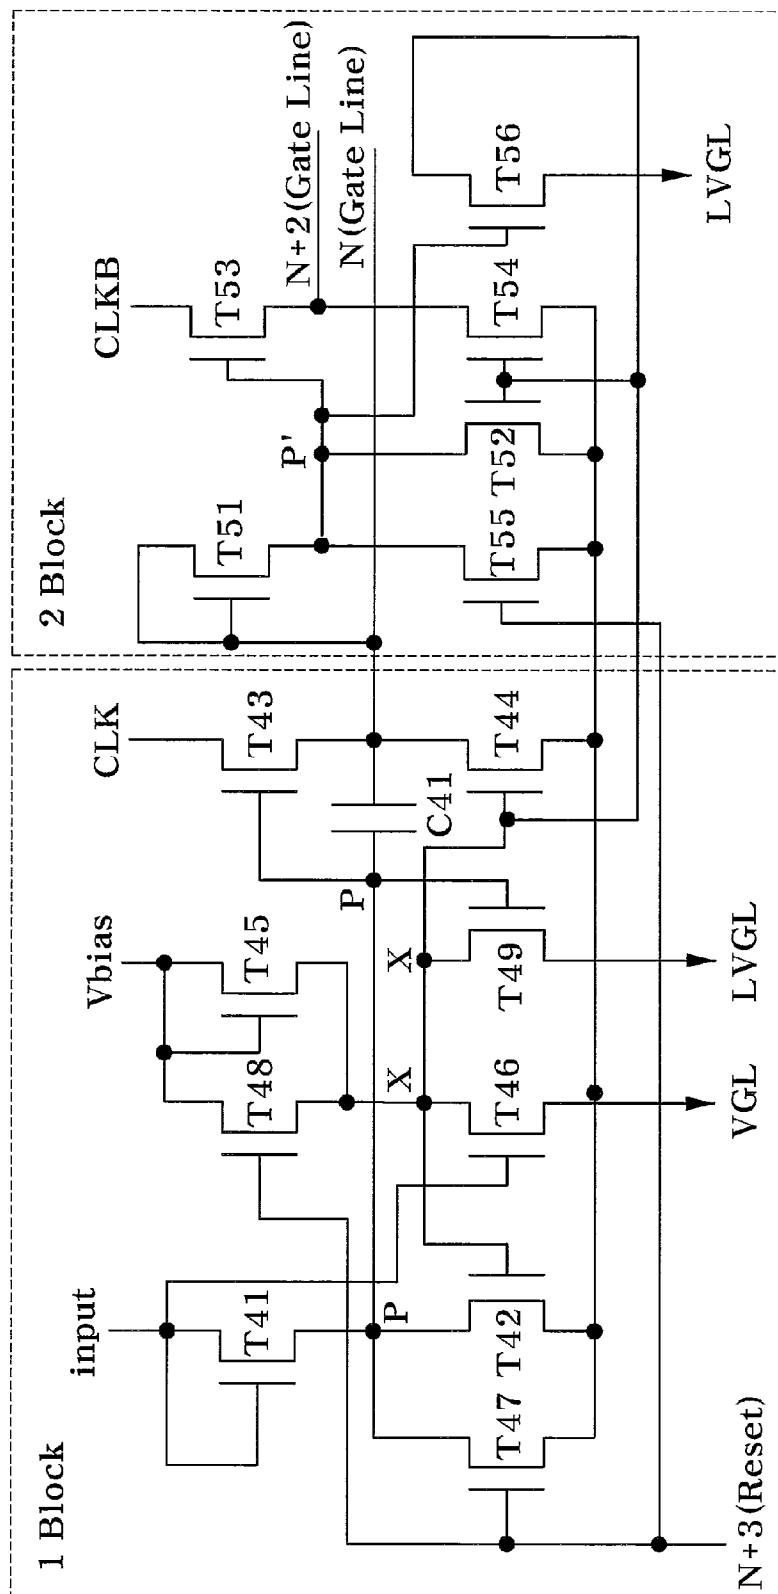 1 Block
2 Block
input
Vbias
CLK
CLKB
T41
T48
T45
T43
T51
T53
N+2(Gate Line)
N(Gate Line)
P
P
P'
X
X
C41
T47
T42
T46
T49
T44
T55
T52
T54
T56
N+3(Reset)
VGL
LVGL
LVGL